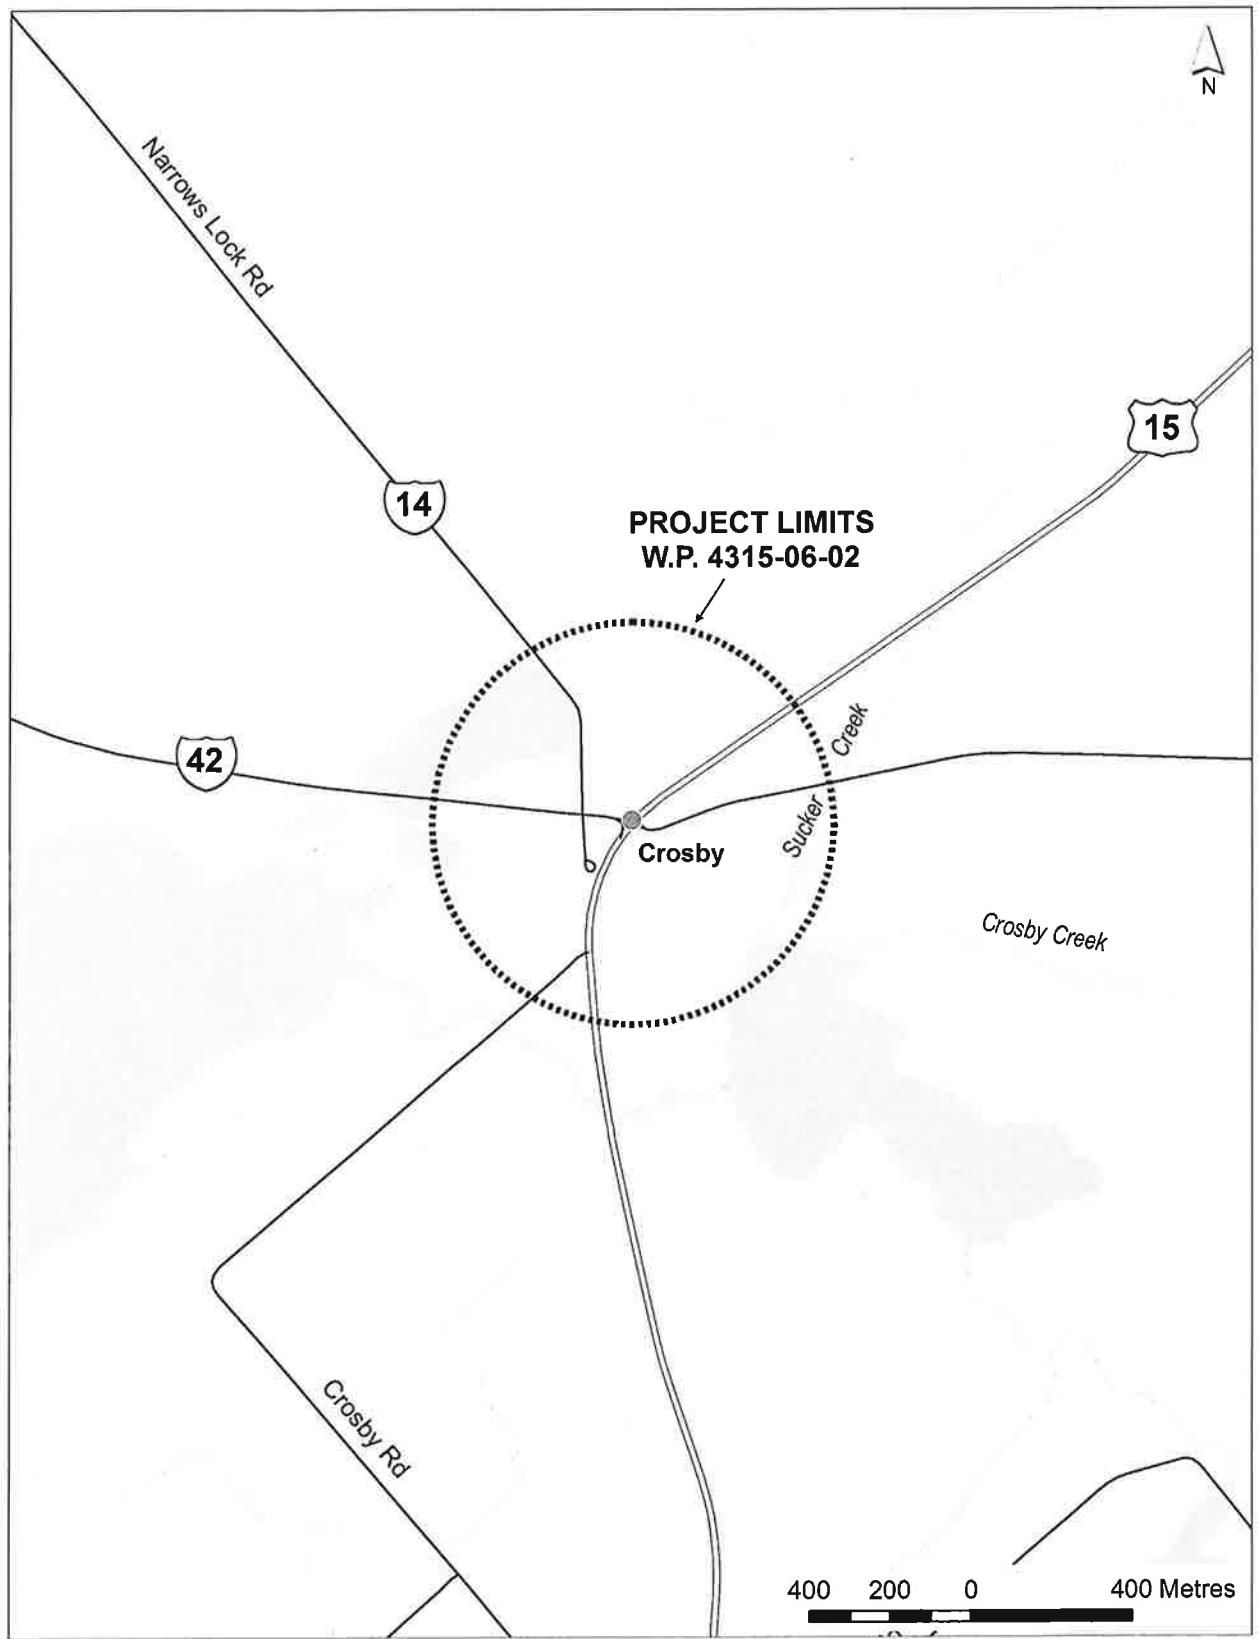 N
Narrows Lock Rd
15
14
PROJECT LIMITS
W.P. 4315-06-02
Creek
42
Sucker
Crosby
Crosby Creek
Crosby Rd
400 200 0 400 Metres